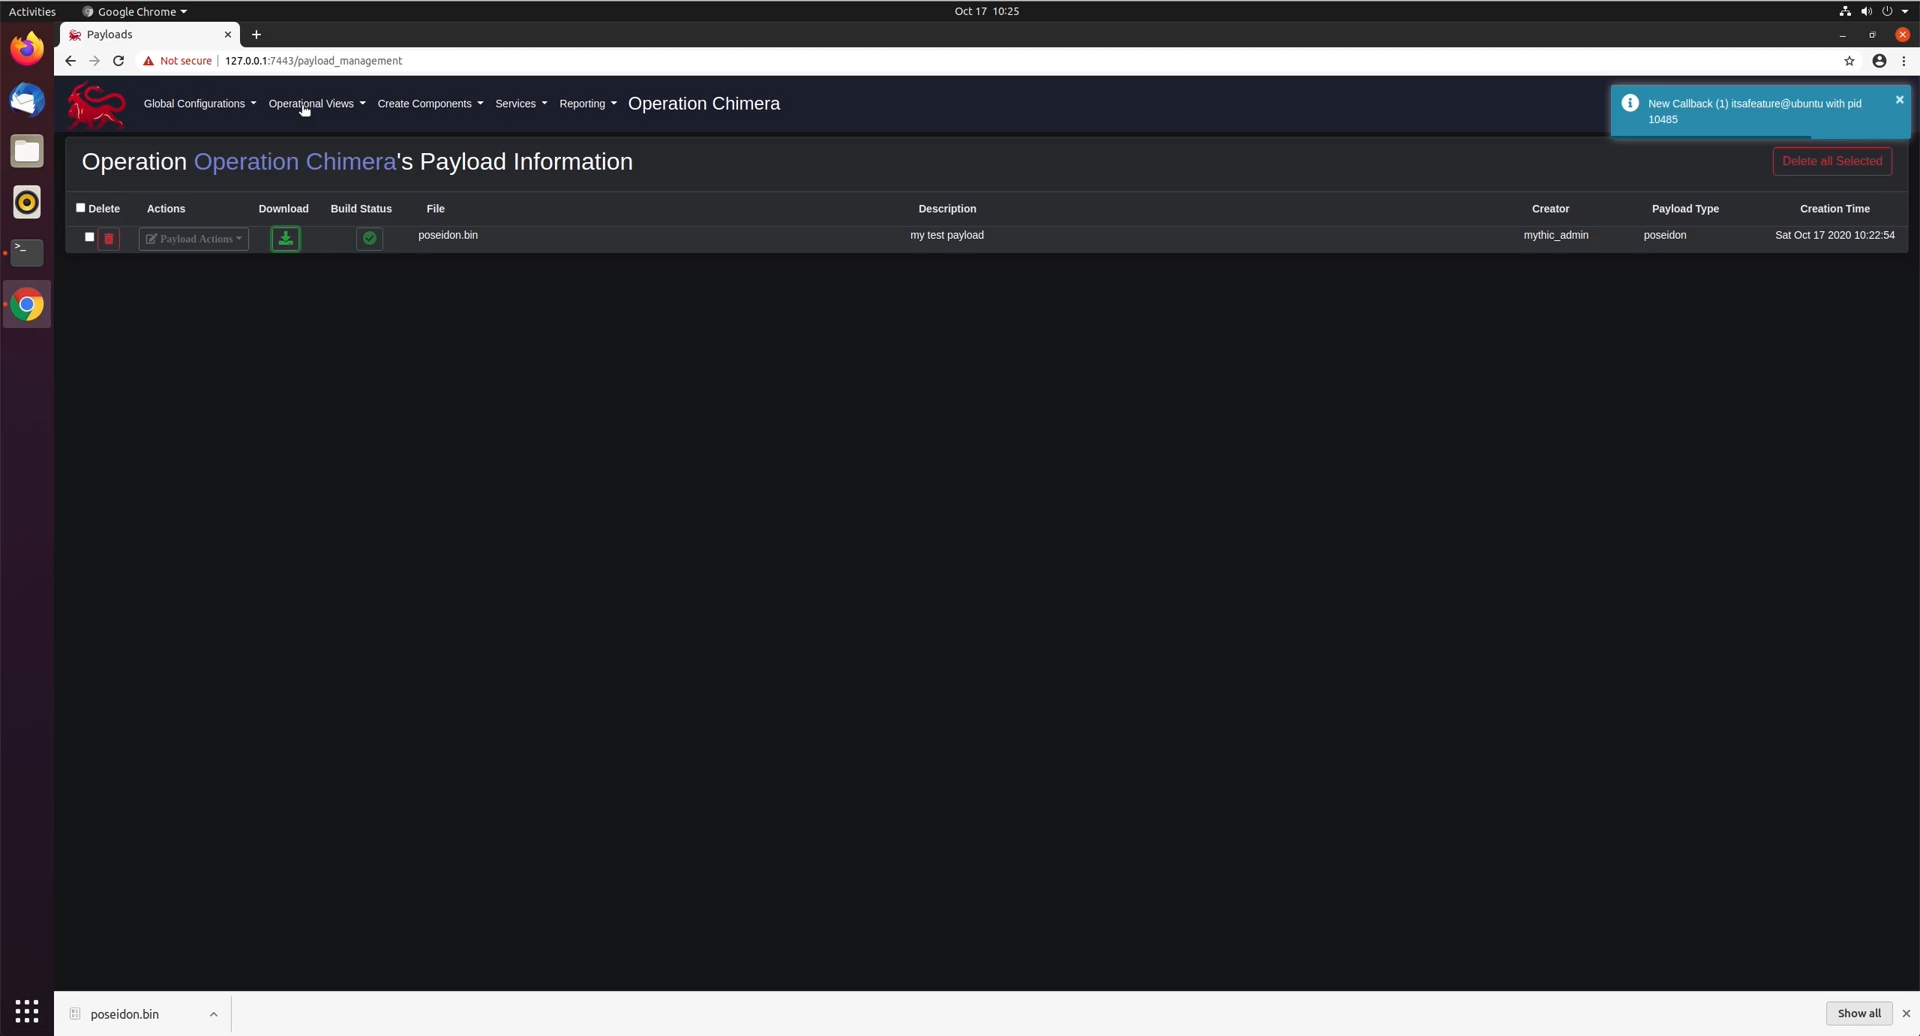 Activities Google Chrome Oct 17 10:25
Payloads
Not secure 127.0.0.1:7443/payload_management
Global Configurations Operational Views Create Components Services Reporting Operation Chimera
New Callback (1) itsafeature@ubuntu with pid
10485
Operation Operation Chimera's Payload Information Delete all Selected
Delete Actions Download Build Status File Description Creator Payload Type Creation Time
Payload Actions poseidon.bin my test payload mythic_admin poseidon Sat Oct 17 2020 10:22:54
poseidon.bin Show all